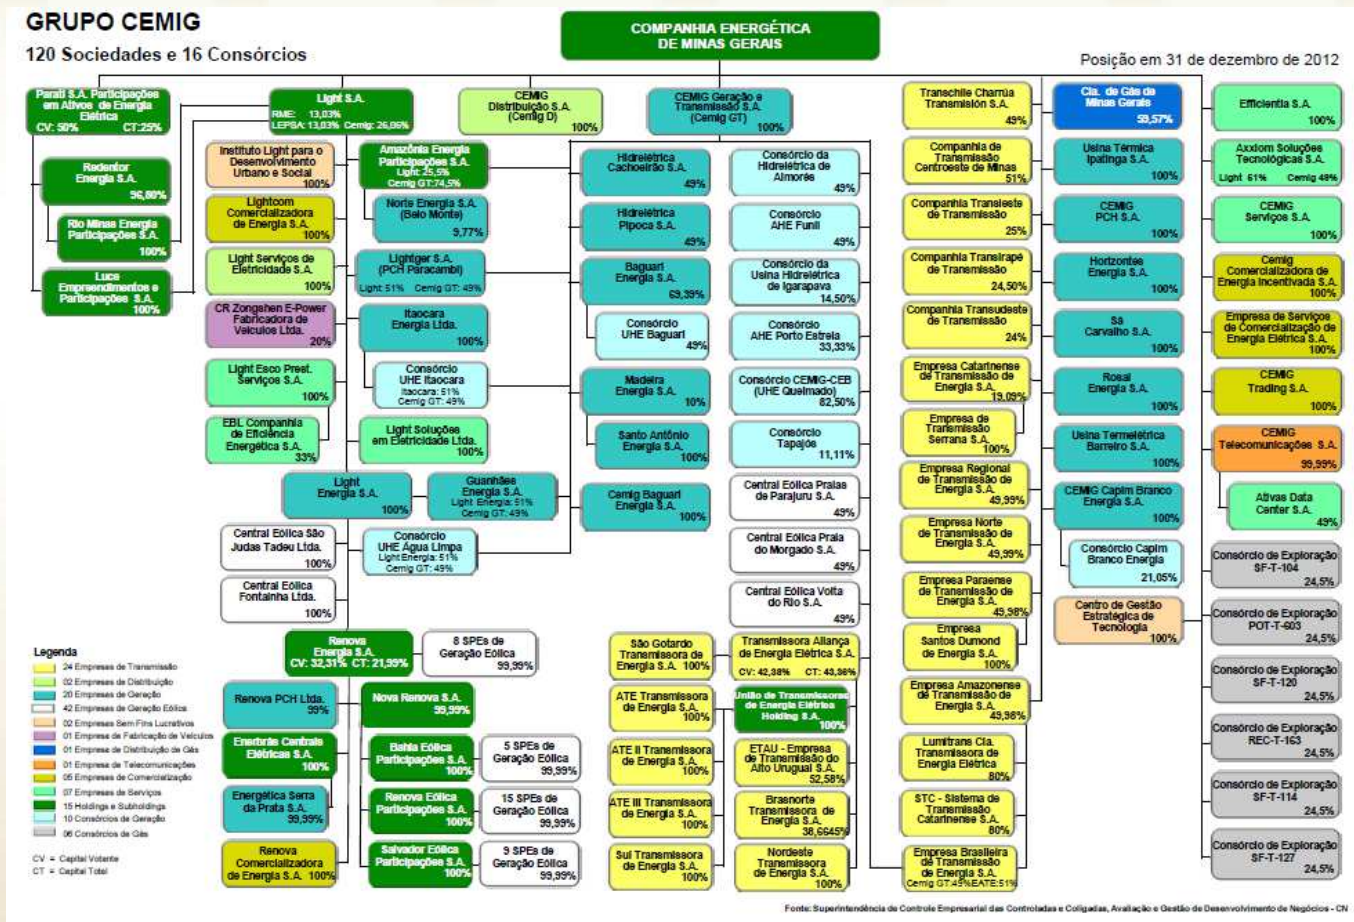 GRUPO CEMIG
120 Sociedades e 16 Consórcios
COMPANHIA ENERGÉTICA
DE MINAS GERAIS
Posição em 31 de dezembro de 2012
Parati S.A. Participações
em Ativos de Energia
Elétrica
CV: 50% CT:25%
Redentor
Energia S.A.
96,80%
Rio Minas Energia
Participações S.A.
100%
Luce
Empreendimentos e
Participações S.A.
100%
Light S.A.
RME: 13,03%
LEPSA: 13,03% Cemig: 26,06%
Instituto Light para o
Desenvolvimento
Urbano e Social
100%
Lightcom
Comercializadora
de Energia S.A.
100%
Light Serviços de
Eletricidade S.A.
100%
CR Zongshen E-Power
Fabricadora de
Veículos Ltda.
20%
Light Esco Prest.
Serviços S.A.
100%
EBL Companhia
de Eficiência
Energética S.A.
33%
Amazônia Energia
Participações S.A.
Light: 25,5%
Cemig GT:74,5%
Norte Energia S.A.
(Belo Monte)
9,77%
Lightger S.A.
(PCH Paracambi)
Light: 51% Cemig GT: 49%
Itaocara
Energia Ltda.
100%
Consórcio
UHE Itaocara
Itaocara: 51%
Cemig GT: 49%
Light Soluções
em Eletricidade Ltda.
100%
Light
Energia S.A.
100%
Guanhães
Energia S.A.
Light Energia: 51%
Cemig GT: 49%
Central Eólica São
Judas Tadeu Ltda.
100%
Consórcio
UHE Água Limpa
Light Energia: 51%
Cemig GT: 49%
Central Eólica
Fontainha Ltda.
100%
Renova
Energia S.A.
CV: 32,31% CT: 21,99%
8 SPEs de
Geração Eólica
99,99%
Renova PCH Ltda.
99%
Nova Renova S.A.
99,99%
Enerbrás Centrais
Elétricas S.A.
100%
Bahia Eólica
Participações S.A.
100%
5 SPEs de
Geração Eólica
99,99%
Energética Serra
da Prata S.A.
99,99%
Renova Eólica
Participações S.A.
100%
15 SPEs de
Geração Eólica
99,99%
Renova
Comercializadora
de Energia S.A. 100%
Salvador Eólica
Participações S.A.
100%
9 SPEs de
Geração Eólica
99,99%
CEMIG
Distribuição S.A.
(Cemig D)
100%
CEMIG Geração e
Transmissão S.A.
(Cemig GT)
100%
Hidrelétrica
Cachoeirão S.A.
49%
Hidrelétrica
Pipoca S.A.
49%
Baguari
Energia S.A.
69,39%
Consórcio
UHE Baguari
49%
Madeira
Energia S.A.
10%
Santo Antônio
Energia S.A.
100%
Cemig Baguari
Energia S.A.
100%
Consórcio da
Hidrelétrica de
Aimorés
49%
Consórcio
AHE Funil
49%
Consórcio da
Usina Hidrelétrica
de Igarapava
14,50%
Consórcio
AHE Porto Estrela
33,33%
Consórcio CEMIG-CEB
(UHE Queimado)
82,50%
Consórcio
Tapajós
11,11%
Central Eólica Praias
de Parajuru S.A.
49%
Central Eólica Praia
do Morgado S.A.
49%
Central Eólica Volta
do Rio S.A.
49%
São Gotardo
Transmissora de
Energia S.A. 100%
Transmissora Aliança
de Energia Elétrica S.A.
CV: 42,38% CT: 43,36%
ATE Transmissora
de Energia S.A.
100%
União de Transmissoras
de Energia Elétrica
Holding S.A.
100%
ATE II Transmissora
de Energia S.A.
100%
ETAU - Empresa
de Transmissão do
Alto Uruguai S.A.
52,58%
ATE III Transmissora
de Energia S.A.
100%
Brasnorte
Transmissora de
Energia S.A.
38,6645%
Sul Transmissora
de Energia S.A.
100%
Nordeste
Transmissora
de Energia S.A.
100%
Transchile Charrúa
Transmisión S.A.
49%
Companhia de
Transmissão
Centroeste de Minas
51%
Companhia Transleste
de Transmissão
25%
Companhia Transirapé
de Transmissão
24,50%
Companhia Transudeste
de Transmissão
24%
Empresa Catarinense
de Transmissão de
Energia S.A.
19,09%
Empresa de
Transmissão
Serrana S.A.
100%
Empresa Regional
de Transmissão de
Energia S.A.
49,99%
Empresa Norte
de Transmissão de
Energia S.A.
49,99%
Empresa Paraense
de Transmissão de
Energia S.A.
49,98%
Empresa
Santos Dumond
de Energia S.A.
100%
Empresa Amazonense
de Transmissão de
Energia S.A.
49,98%
Lumitrans Cia.
Transmissora de
Energia Elétrica
80%
STC - Sistema de
Transmissão
Catarinense S.A.
80%
Empresa Brasileira
de Transmissão
de Energia S.A.
Cemig GT:49%EATE:51%
Cia. de Gás de
Minas Gerais
59,57%
Usina Térmica
Ipatinga S.A.
100%
CEMIG
PCH S.A.
100%
Horizontes
Energia S.A.
100%
Sá
Carvalho S.A.
100%
Rosal
Energia S.A.
100%
Usina Termelétrica
Barreiro S.A.
100%
CEMIG Capim Branco
Energia S.A.
100%
Consórcio Capim
Branco Energia
21,05%
Centro de Gestão
Estratégica de
Tecnologia
100%
Efficientia S.A.
100%
Axxiom Soluções
Tecnológicas S.A.
Light 51% Cemig 49%
CEMIG
Serviços S.A.
100%
Cemig
Comercializadora de
Energia Incentivada S.A.
100%
Empresa de Serviços
de Comercialização de
Energia Elétrica S.A.
100%
CEMIG
Trading S.A.
100%
CEMIG
Telecomunicações S.A.
99,99%
Ativas Data
Center S.A.
49%
Consórcio de Exploração
SF-T-104
24,5%
Consórcio de Exploração
POT-T-603
24,5%
Consórcio de Exploração
SF-T-120
24,5%
Consórcio de Exploração
REC-T-163
24,5%
Consórcio de Exploração
SF-T-114
24,5%
Consórcio de Exploração
SF-T-127
24,5%
Legenda
24 Empresas de Transmissão
02 Empresas de Distribuição
20 Empresas de Geração
42 Empresas de Geração Eólica
02 Empresas Sem Fins Lucrativos
01 Empresa de Fabricação de Veículos
01 Empresa de Distribuição de Gás
01 Empresa de Telecomunicações
05 Empresas de Comercialização
07 Empresas de Serviços
15 Holdings e Subholdings
10 Consórcios de Geração
06 Consórcios de Gás
CV = Capital Votante
CT = Capital Total
Fonte: Superintendência de Controle Empresarial das Controladas e Coligadas, Avaliação e Gestão de Desenvolvimento de Negócios - CN